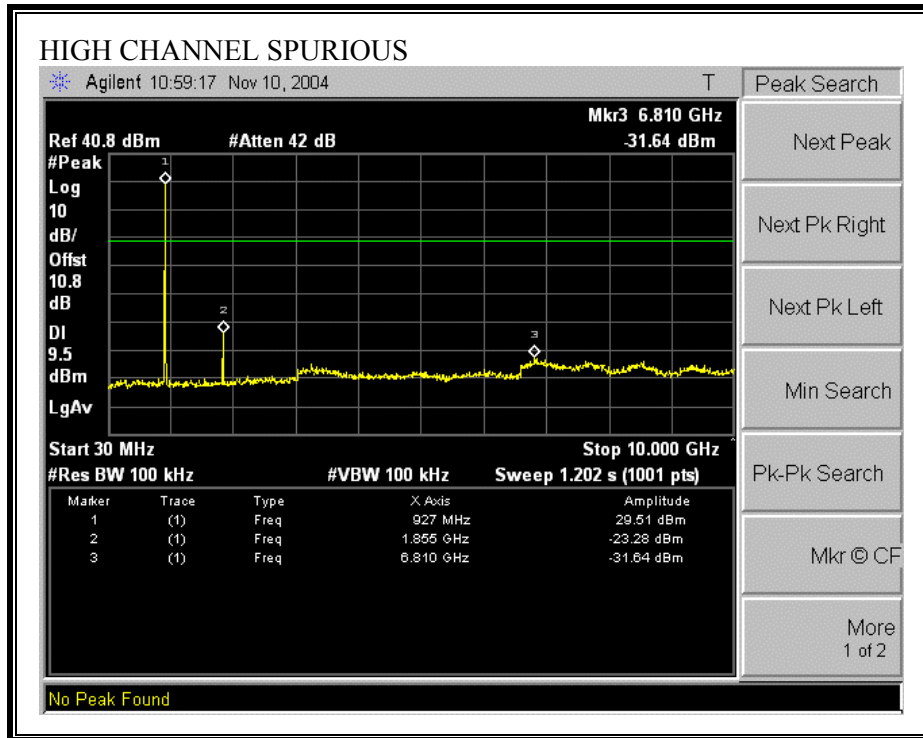 HIGH CHANNEL SPURIOUS
Agilent 10:59:17 Nov 10, 2004 T
Peak Search
Mkr3 6.810 GHz
Ref 40.8 dBm #Atten 42 dB -31.64 dBm
#Peak
Log
10
dB/
Offst
10.8
dB
DI
9.5
dBm
LgAv
1
2
3
Start 30 MHz Stop 10.000 GHz ^
#Res BW 100 kHz #VBW 100 kHz Sweep 1.202 s (1001 pts)
Marker Trace Type X Axis Amplitude
1 (1) Freq 927 MHz 29.51 dBm
2 (1) Freq 1.855 GHz -23.28 dBm
3 (1) Freq 6.810 GHz -31.64 dBm
No Peak Found
Next Peak
Next Pk Right
Next Pk Left
Min Search
Pk-Pk Search
Mkr © CF
More
1 of 2